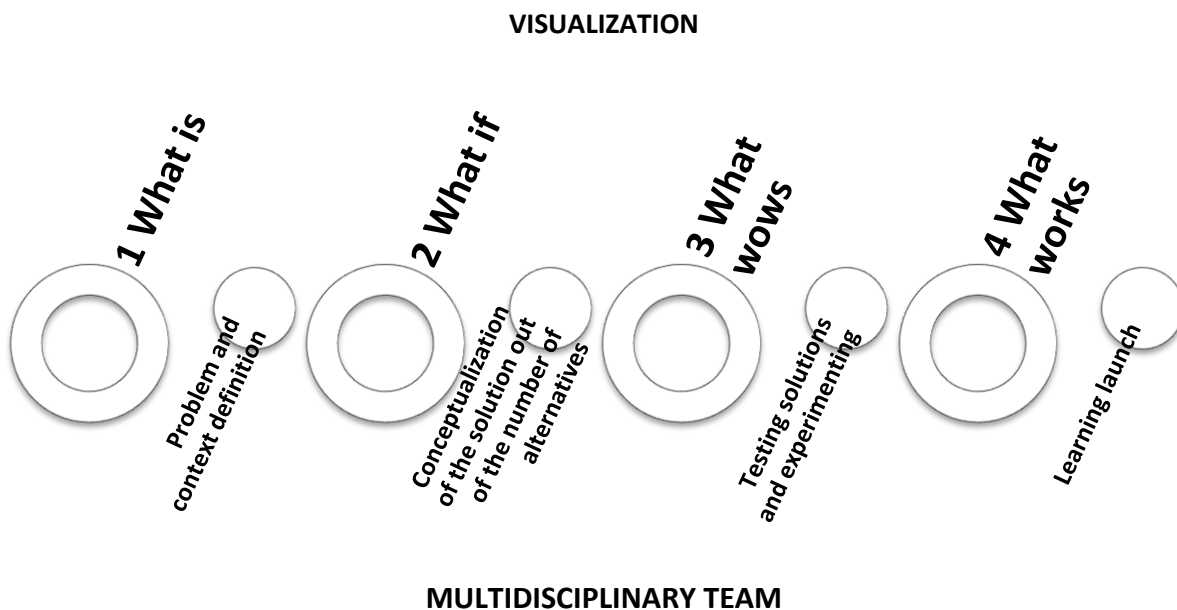 VISUALIZATION
1 What is
Problem and
context definition
2 What if
Conceptualization
of the solution out
of the number of
alternatives
3 What
wows
Testing solutions
and experimenting
4 What
works
Learning launch
MULTIDISCIPLINARY TEAM